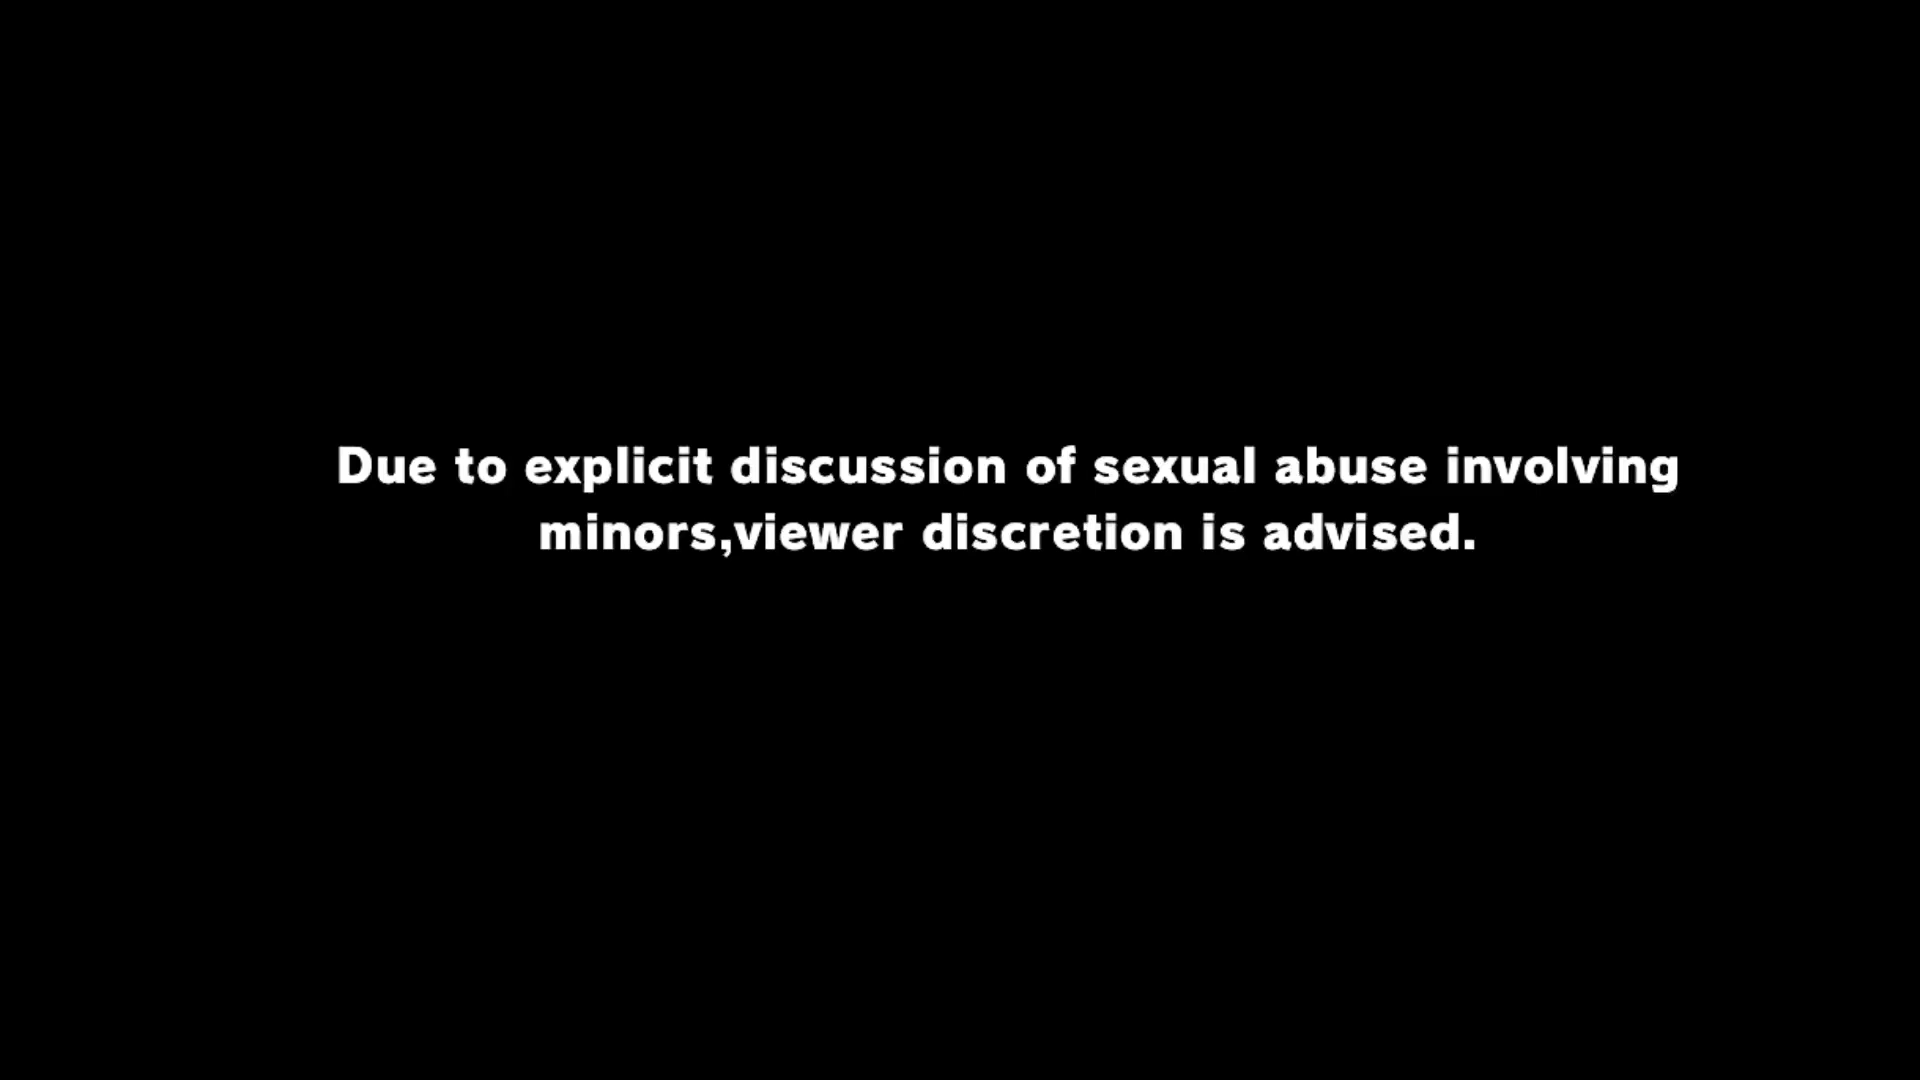 Due to explicit discussion of sexual abuse involving
minors,viewer discretion is advised.